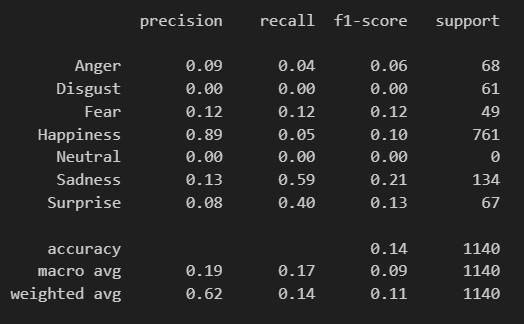 precision recall f1-score support
Anger 0.09 0.04 0.06 68
Disgust 0.00 0.00 0.00 61
Fear 0.12 0.12 0.12 49
Happiness 0.89 0.05 0.10 761
Neutral 0.00 0.00 0.00 0
Sadness 0.13 0.59 0.21 134
Surprise 0.08 0.40 0.13 67
accuracy 0.14 1140
macro avg 0.19 0.17 0.09 1140
weighted avg 0.62 0.14 0.11 1140